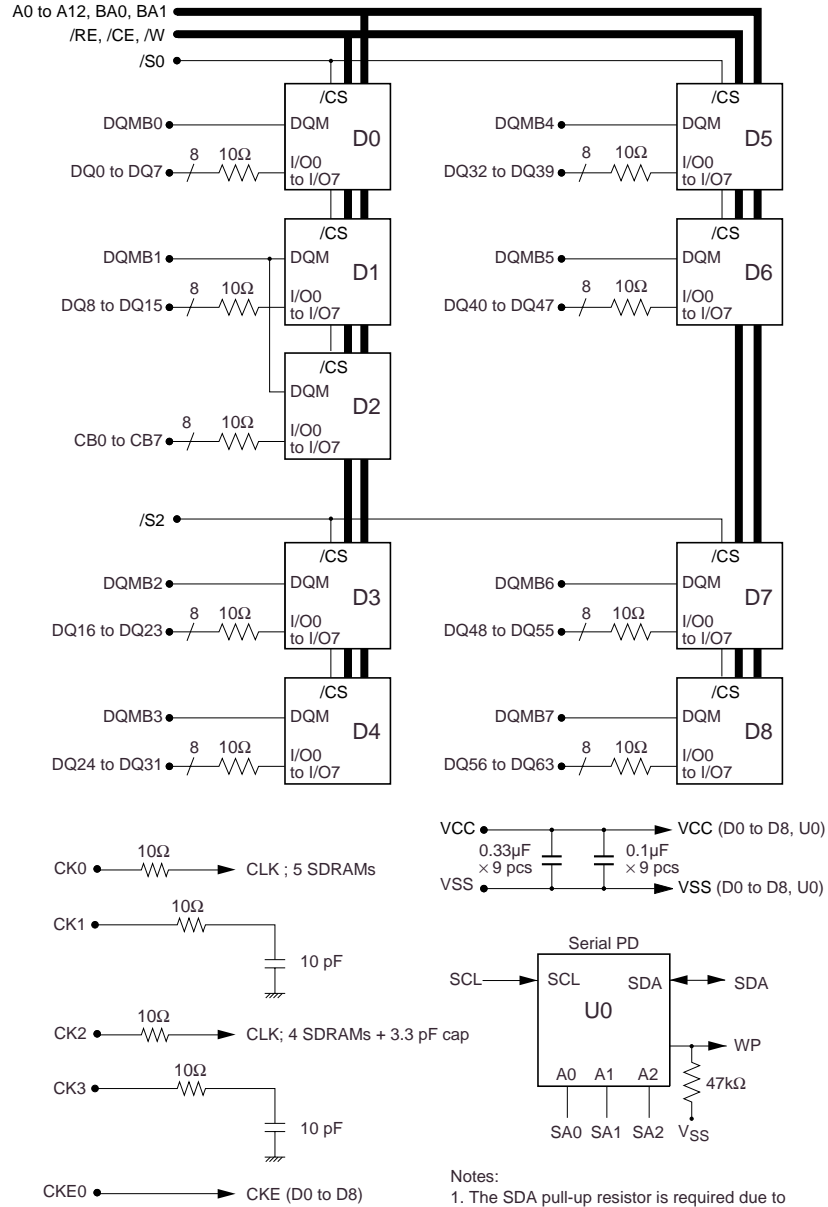 A0 to A12, BA0, BA1
/RE, /CE, /W
/S0
/CS
/CS
DQMB0
DQM
D0
DQMB4
DQM
D5
DQ0 to DQ7
8
10Ω
I/O0
to I/O7
DQ32 to DQ39
8
10Ω
I/O0
to I/O7
/CS
/CS
DQMB1
DQM
D1
DQMB5
DQM
D6
DQ8 to DQ15
8
10Ω
I/O0
to I/O7
DQ40 to DQ47
8
10Ω
I/O0
to I/O7
/CS
DQM
D2
CB0 to CB7
8
10Ω
I/O0
to I/O7
/S2
/CS
/CS
DQMB2
DQM
D3
DQMB6
DQM
D7
DQ16 to DQ23
8
10Ω
I/O0
to I/O7
DQ48 to DQ55
8
10Ω
I/O0
to I/O7
/CS
/CS
DQMB3
DQM
D4
DQMB7
DQM
D8
DQ24 to DQ31
8
10Ω
I/O0
to I/O7
DQ56 to DQ63
8
10Ω
I/O0
to I/O7
VCC
VCC (D0 to D8, U0)
0.33µF
× 9 pcs
0.1µF
× 9 pcs
VSS
VSS (D0 to D8, U0)
CK0
10Ω
CLK ; 5 SDRAMs
CK1
10Ω
10 pF
CK2
10Ω
CLK; 4 SDRAMs + 3.3 pF cap
CK3
10Ω
10 pF
CKE0
CKE (D0 to D8)
Serial PD
SCL
SCL
SDA
SDA
U0
WP
A0 A1 A2
47kΩ
SA0 SA1 SA2
VSS
Notes:
1. The SDA pull-up resistor is required due to